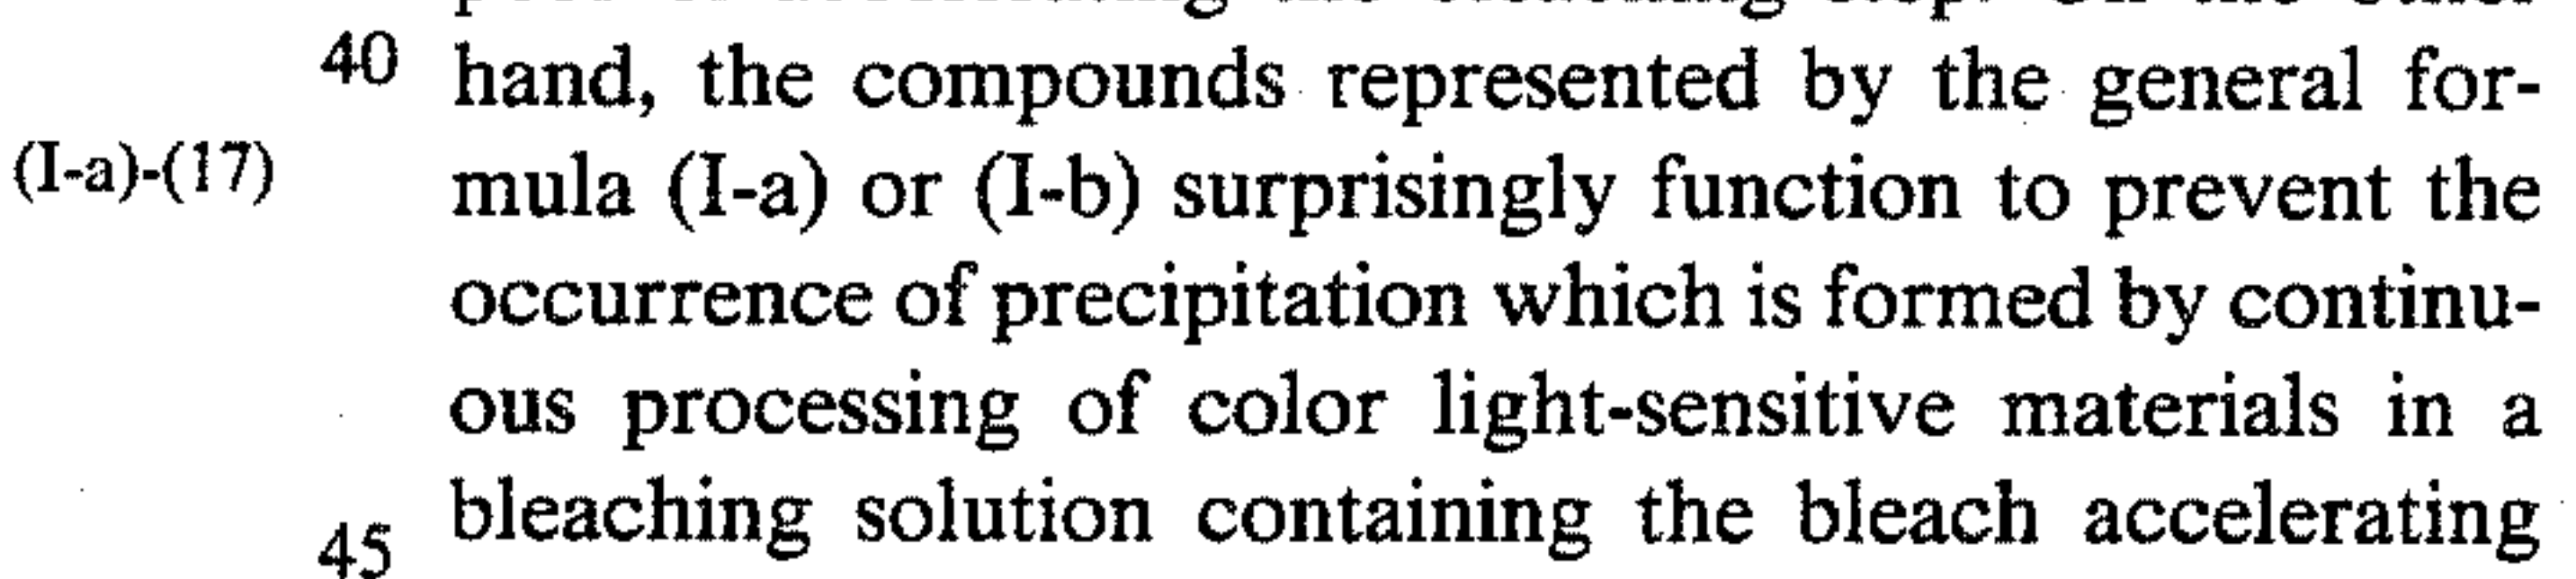 40 hand, the compounds represented by the general for-
(I-a)-(17) mula (I-a) or (I-b) surprisingly function to prevent the
occurrence of precipitation which is formed by continu-
ous processing of color light-sensitive materials in a
45 bleaching solution containing the bleach accelerating